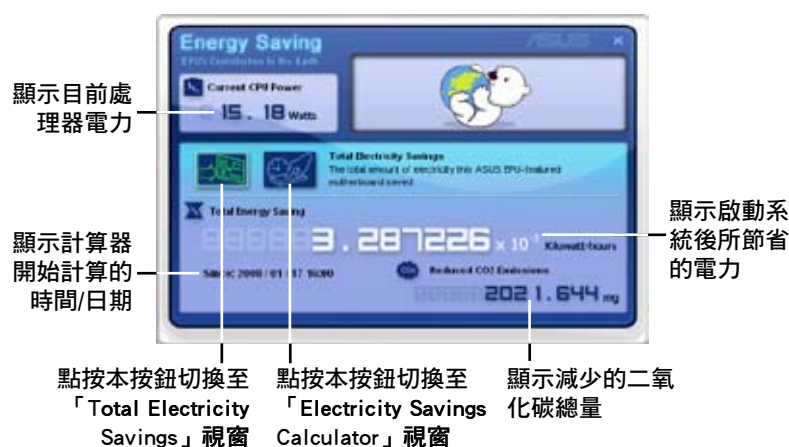 Energy Saving
EPU'S Contribution to the Earth
ASUS
Current CPU Power
15.18 Watts
顯示目前處
理器電力
Total Electricity Savings
The total amount of electricity this ASUS EPU-featured
motherboard saved
Total Energy Saving
3.287226 × 10⁻³ Kilowatt-hours
顯示啟動系
統後所節省
的電力
顯示計算器
開始計算的
時間/日期
Since: 2008 / 01 / 17 16:00
Reduced CO2 Emissions
2021.644 mg
點按本按鈕切換至
「Total Electricity
Savings」視窗
點按本按鈕切換至
「Electricity Savings
Calculator」視窗
顯示減少的二氧
化碳總量